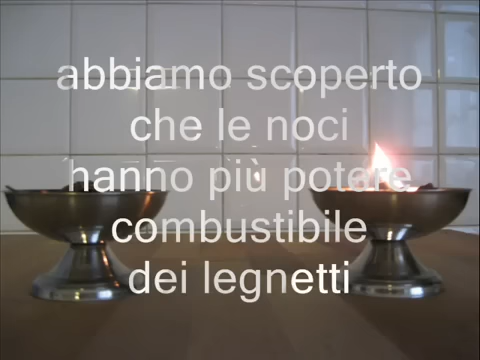 abbiamo scoperto
che le noci
hanno più potere
combustibile
dei legnetti